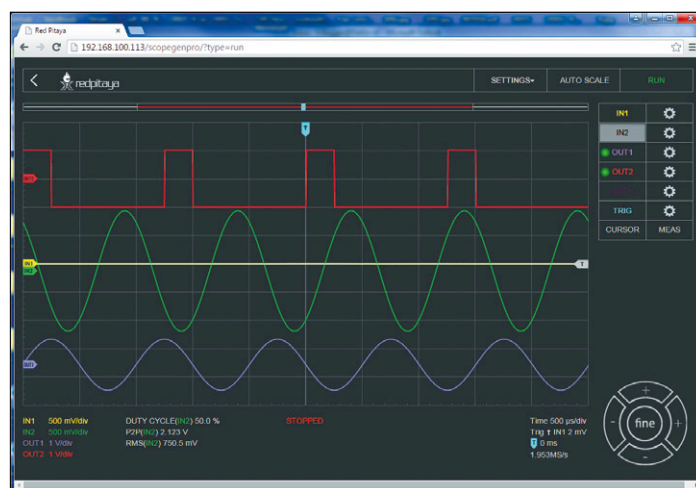 Red Pitaya
192.168.100.113/scopegenpro/?type=run
redpitaya
SETTINGS
AUTO SCALE
RUN
T
IN1
IN2
OUT1
OUT2
TRIG
CURSOR
MEAS
IN1
IN2
T
fine
IN1 500 mV/div
IN2 500 mV/div
OUT1 1 V/div
OUT2 1 V/div
DUTY CYCLE(IN2) 50.0 %
P2P(IN2) 2.123 V
RMS(IN2) 750.5 mV
STOPPED
Time 500 µs/div
Trig IN1 2 mV
T 0 ms
1.953MS/s